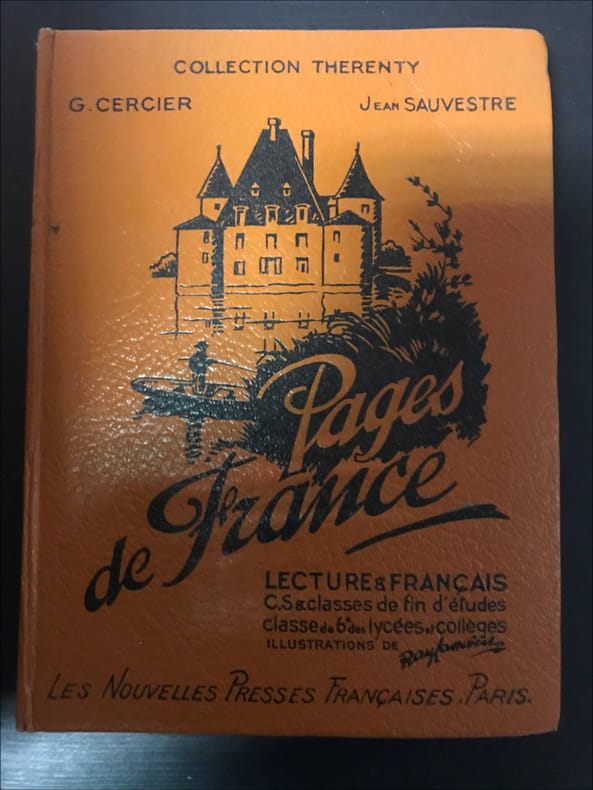 COLLECTION THERENTY
G. CERCIER
JEAN SAUVESTRE
Pages
de France
LECTURE & FRANÇAIS
C.S & classes de fin d'études
classe de 6e des lycées et collèges
ILLUSTRATIONS DE
LES NOUVELLES PRESSES FRANÇAISES . PARIS.